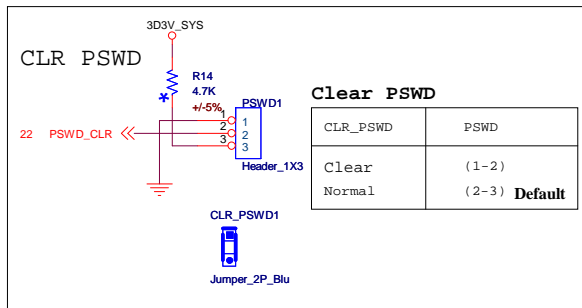 3D3V_SYS
CLR PSWD
R14
4.7K
+/-5%
*
PSWD1
1 1
2 2
3 3
22 PSWD_CLR
Header_1X3
Clear PSWD
CLR_PSWD PSWD
Clear (1-2)
Normal (2-3) Default
CLR_PSWD1
Jumper_2P_Blu